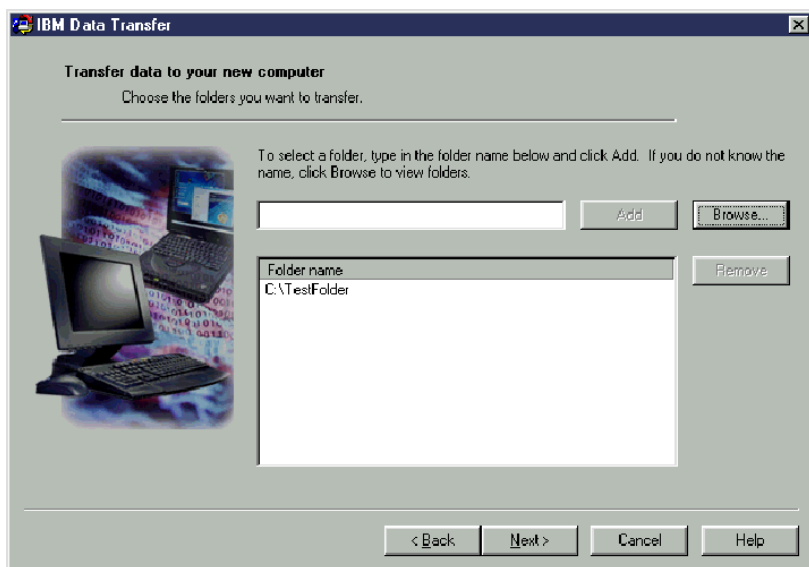 IBM Data Transfer
Transfer data to your new computer
Choose the folders you want to transfer.
To select a folder, type in the folder name below and click Add. If you do not know the
name, click Browse to view folders.
Add
Browse...
Folder name
Remove
C:\TestFolder
< Back
Next >
Cancel
Help